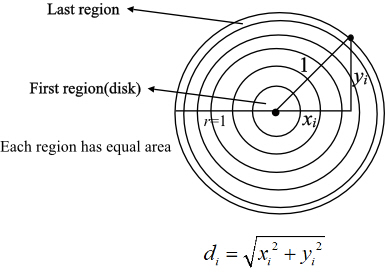 Last region
1
y_i
First region(disk)
r=1
x_i
Each region has equal area
d_i = √(x_i² + y_i²)